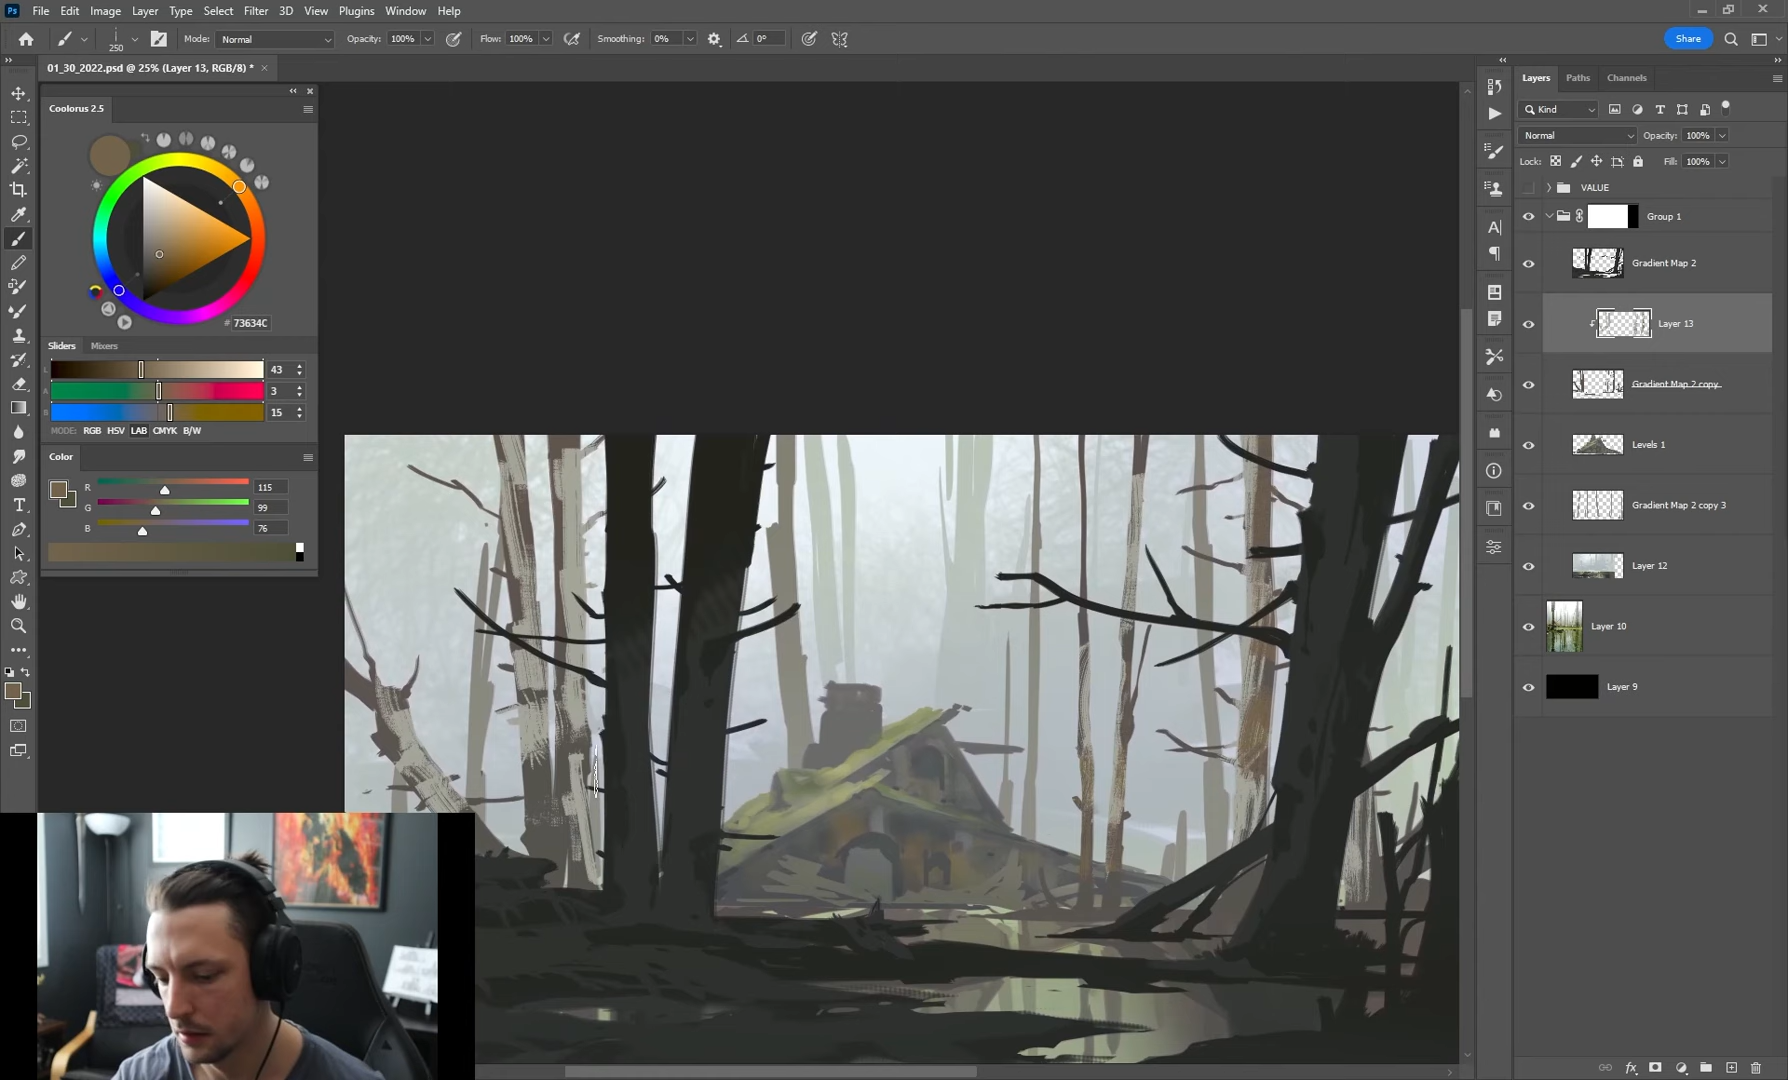 Ps File Edit Image Layer Type Select Filter 3D View Plugins Window Help
250 Mode: Normal Opacity: 100% Flow: 100% Smoothing: 0% 0° Share
01_30_2022.psd @ 25% (Layer 13, RGB/8) * ×
Coolorus 2.5
# 73634C
Sliders Mixers
L 43
A 3
B 15
MODE: RGB HSV LAB CMYK B/W
Color
R 115
G 99
B 76
Layers Paths Channels
Kind
Normal Opacity: 100%
Lock: Fill: 100%
VALUE
Group 1
Gradient Map 2
Layer 13
Gradient Map 2 copy
Levels 1
Gradient Map 2 copy 3
Layer 12
Layer 10
Layer 9
fx